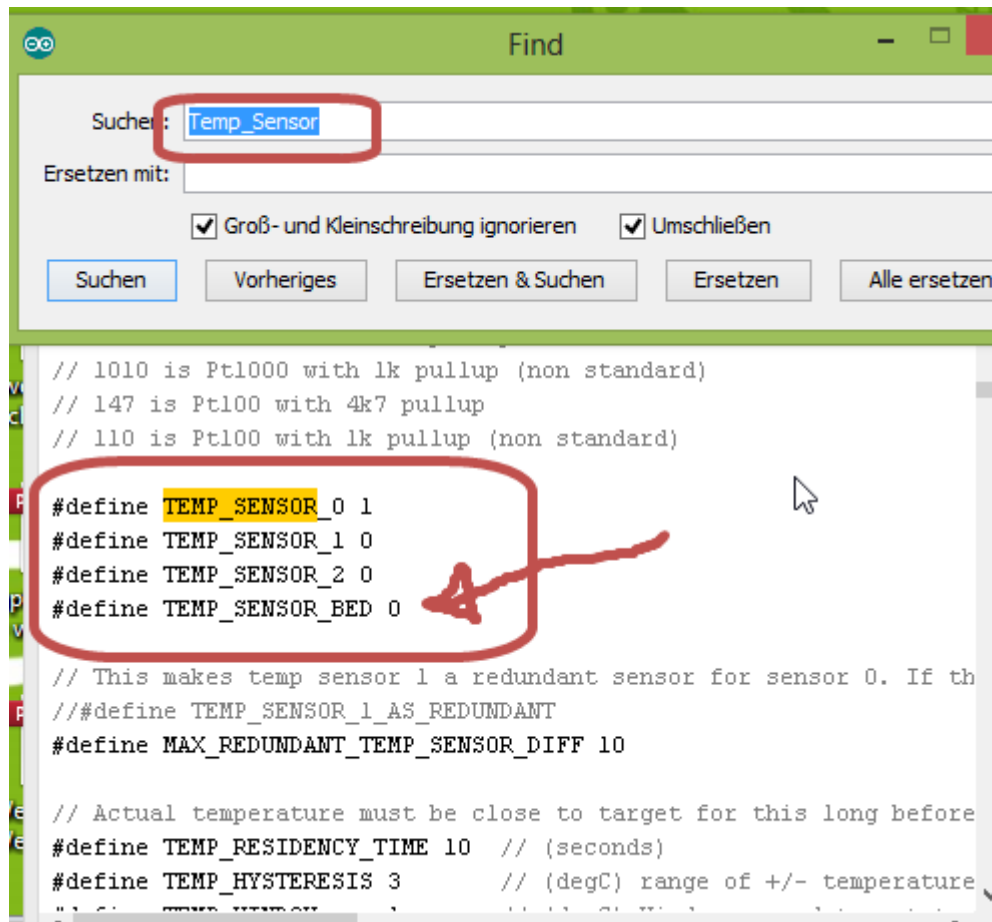 Find
Suchen: Temp_Sensor
Ersetzen mit:
Groß- und Kleinschreibung ignorieren Umschließen
Suchen Vorheriges Ersetzen & Suchen Ersetzen Alle ersetzen
// 1010 is Pt1000 with 1k pullup (non standard)
// 147 is Pt100 with 4k7 pullup
// 110 is Pt100 with 1k pullup (non standard)
#define TEMP_SENSOR_0 1
#define TEMP_SENSOR_1 0
#define TEMP_SENSOR_2 0
#define TEMP_SENSOR_BED 0
// This makes temp sensor 1 a redundant sensor for sensor 0. If th
//#define TEMP_SENSOR_1_AS_REDUNDANT
#define MAX_REDUNDANT_TEMP_SENSOR_DIFF 10
// Actual temperature must be close to target for this long before
#define TEMP_RESIDENCY_TIME 10 // (seconds)
#define TEMP_HYSTERESIS 3 // (degC) range of +/- temperature